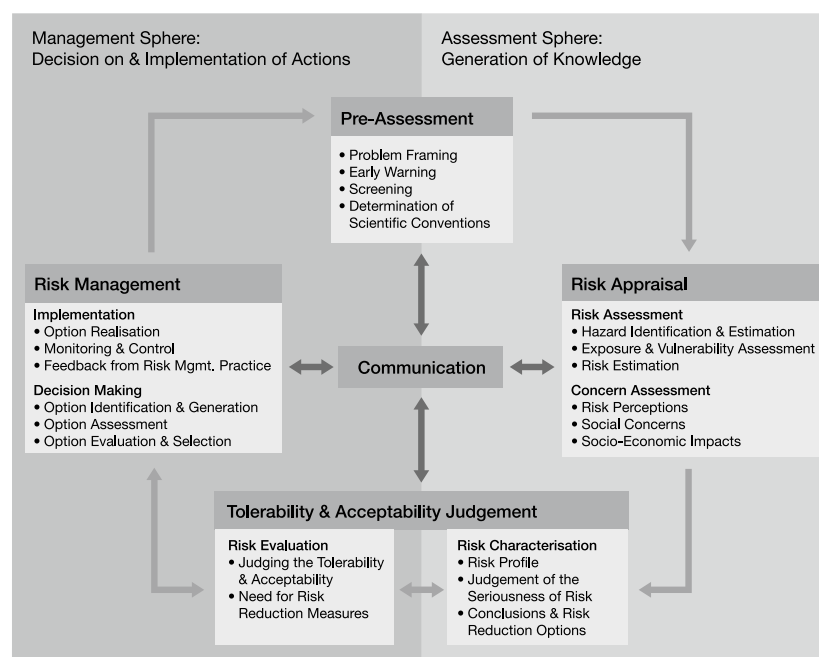 Management Sphere:
Decision on & Implementation of Actions
Assessment Sphere:
Generation of Knowledge
Pre-Assessment
• Problem Framing
• Early Warning
• Screening
• Determination of
Scientific Conventions
Risk Management
Implementation
• Option Realisation
• Monitoring & Control
• Feedback from Risk Mgmt. Practice
Decision Making
• Option Identification & Generation
• Option Assessment
• Option Evaluation & Selection
Communication
Risk Appraisal
Risk Assessment
• Hazard Identification & Estimation
• Exposure & Vulnerability Assessment
• Risk Estimation
Concern Assessment
• Risk Perceptions
• Social Concerns
• Socio-Economic Impacts
Tolerability & Acceptability Judgement
Risk Evaluation
• Judging the Tolerability
& Acceptability
• Need for Risk
Reduction Measures
Risk Characterisation
• Risk Profile
• Judgement of the
Seriousness of Risk
• Conclusions & Risk
Reduction Options